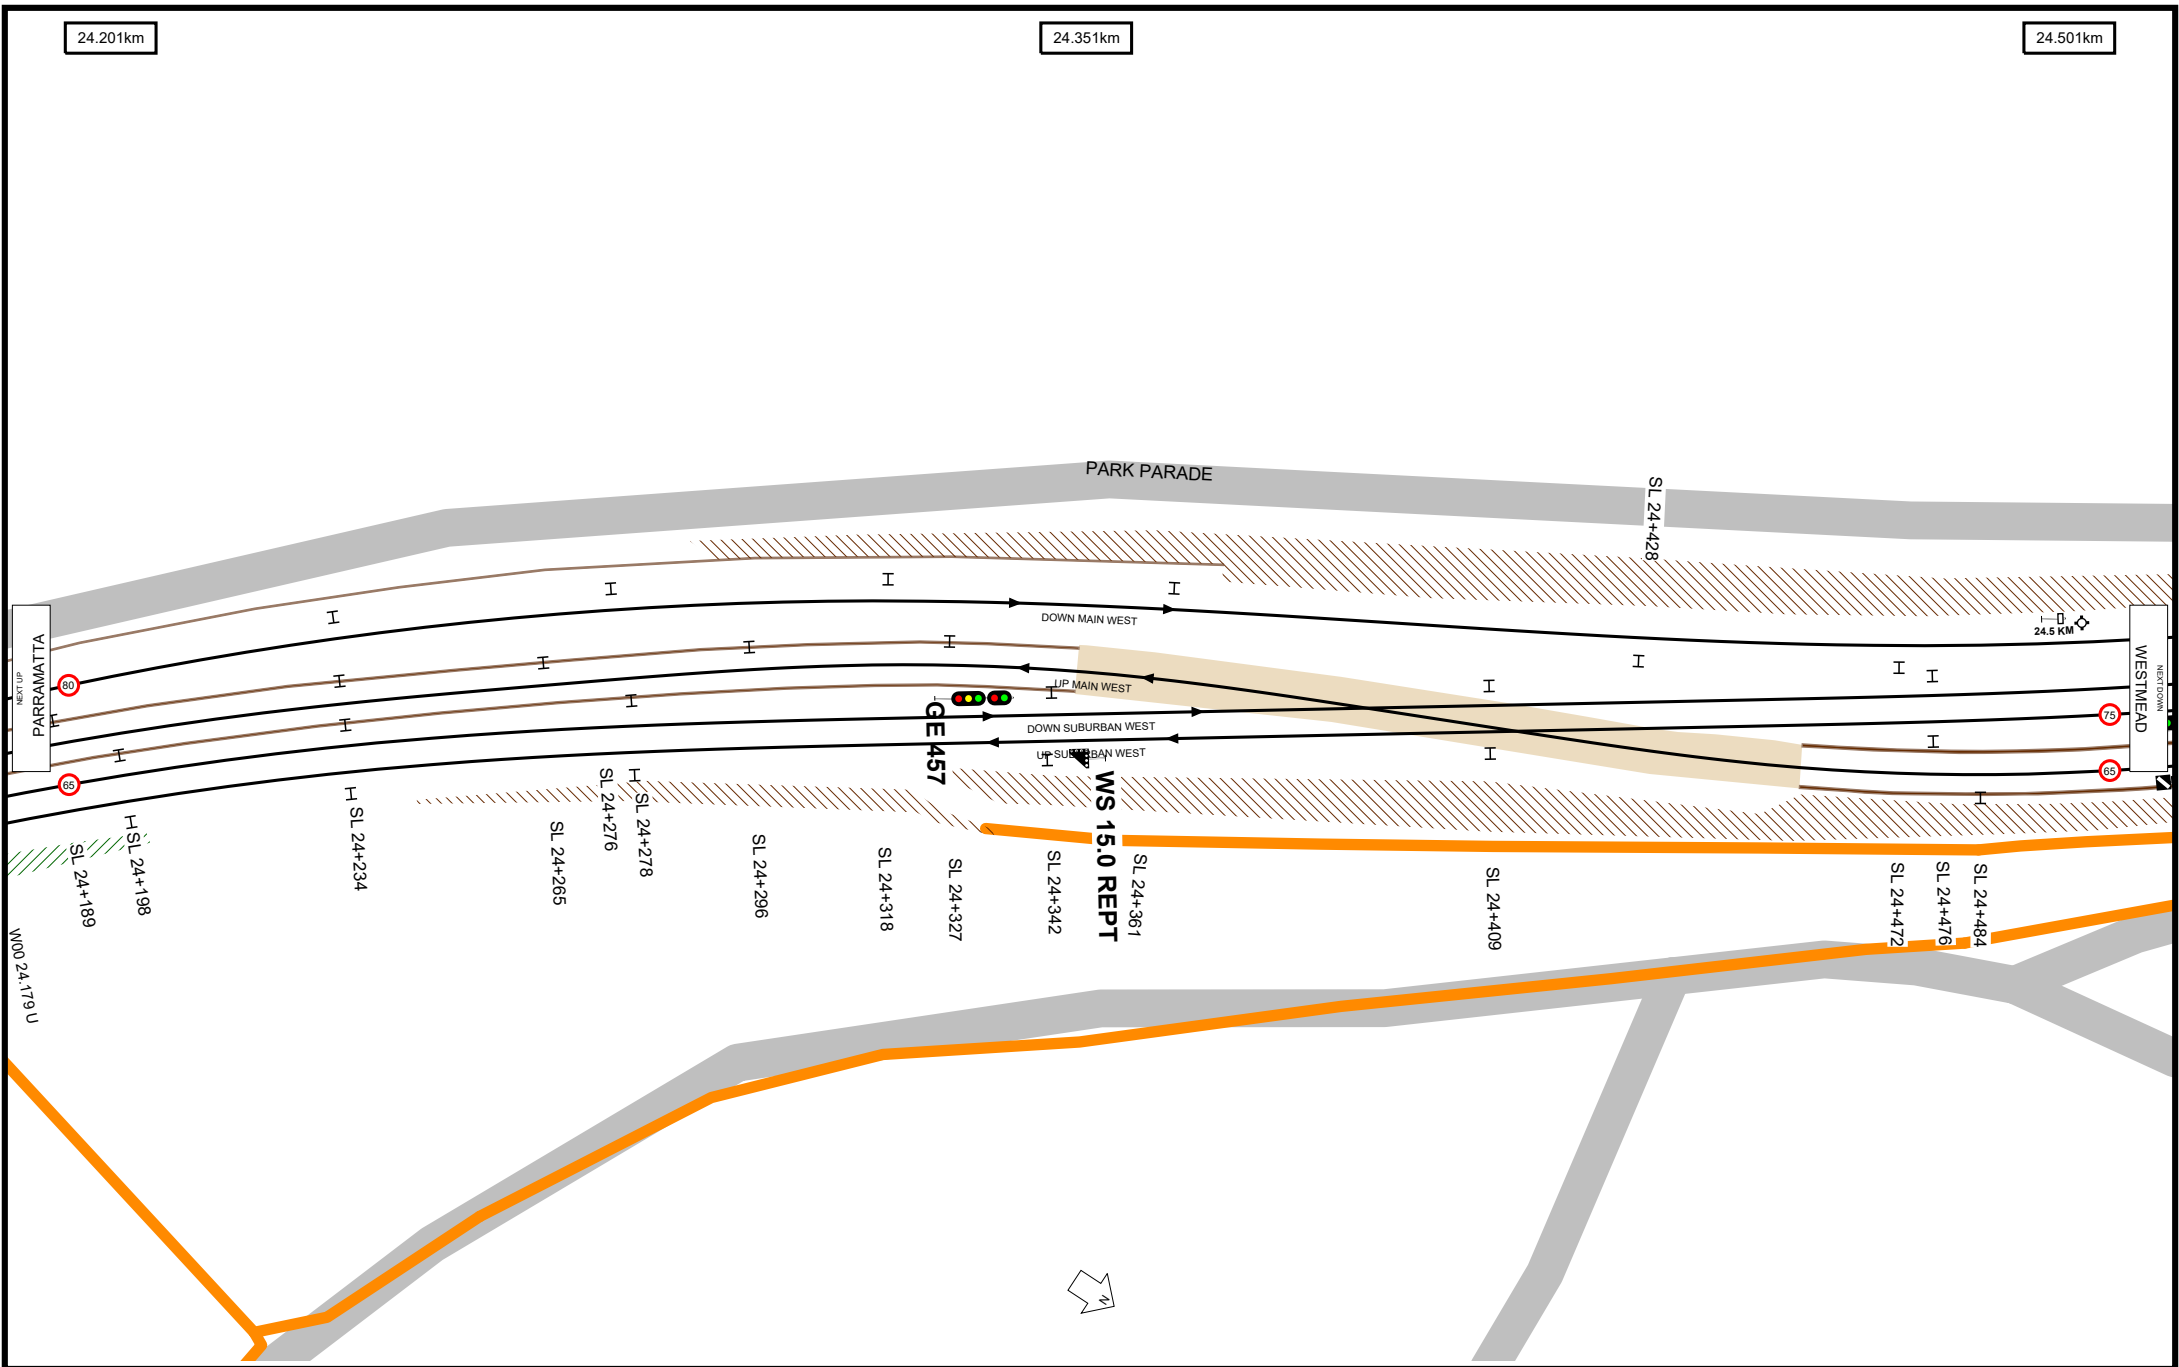 24.201km
24.351km
24.501km
PARK PARADE
SL 24+428
NEXT UP
PARRAMATTA
80
65
DOWN MAIN WEST
UP MAIN WEST
DOWN SUBURBAN WEST
UP SUBURBAN WEST
GE 457
WS 15.0 REPT
24.5 KM
NEXT DOWN
WESTMEAD
75
65
SL 24+189
SL 24+198
SL 24+234
SL 24+265
SL 24+276
SL 24+278
SL 24+296
SL 24+318
SL 24+327
SL 24+342
SL 24+361
SL 24+409
SL 24+472
SL 24+476
SL 24+484
W00 24.179 U
N